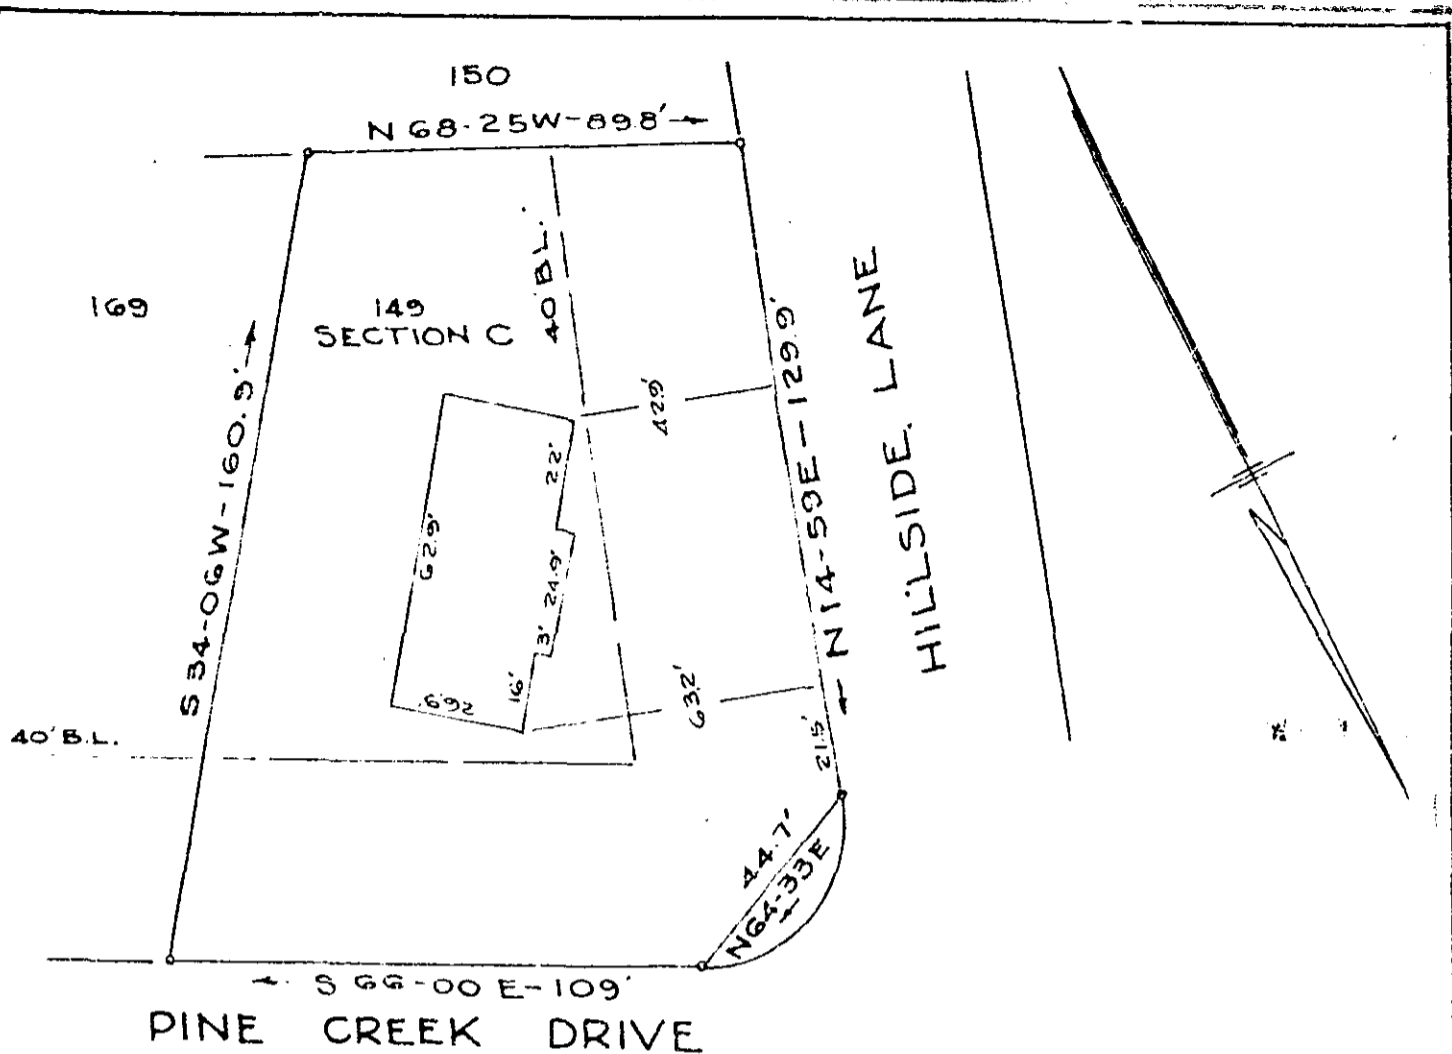 150
N 68-25W-89.8'
169
149
SECTION C
40' B.L.
S 34-06W-160.9'
N 14-59E-129.9'
HILLSIDE LANE
42.9'
22'
62.9'
24.9'
3'
16'
26.9'
63.2'
21.5'
40' B.L.
44.7'
N64-33E
S 66-00 E-109'
PINE CREEK DRIVE